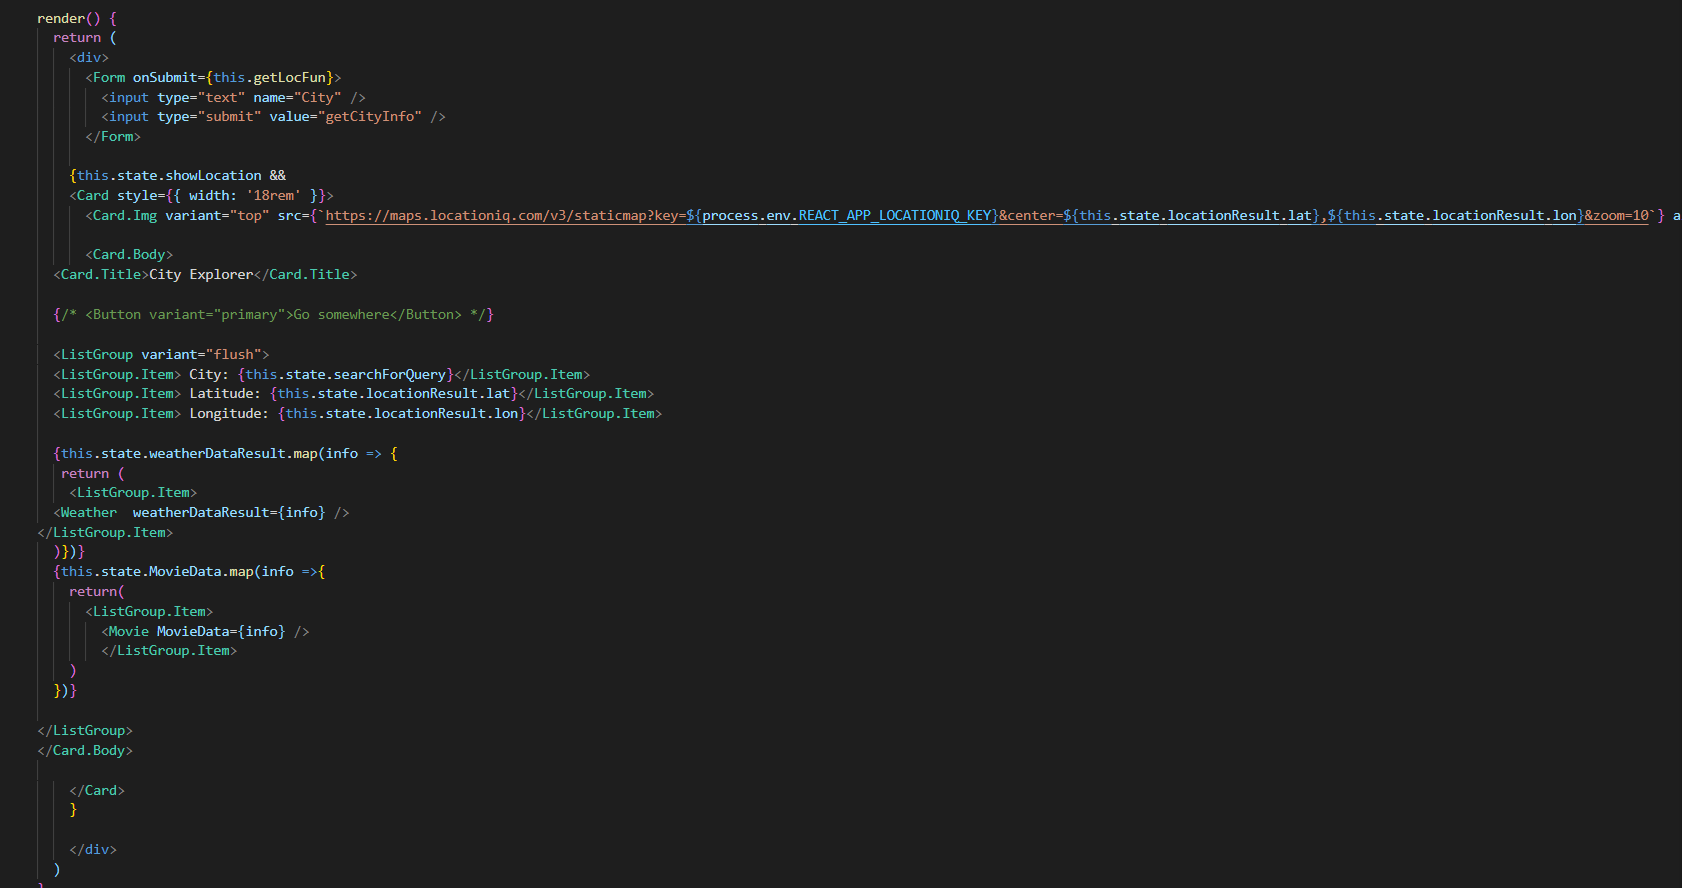 render() {
return (
<div>
<Form onSubmit={this.getLocFun}>
<input type="text" name="City" />
<input type="submit" value="getCityInfo" />
</Form>
{this.state.showLocation &&
<Card style={{ width: '18rem' }}>
<Card.Img variant="top" src={`https://maps.locationiq.com/v3/staticmap?key=${process.env.REACT_APP_LOCATIONIQ_KEY}&center=${this.state.locationResult.lat},${this.state.locationResult.lon}&zoom=10`} a
<Card.Body>
<Card.Title>City Explorer</Card.Title>
{/* <Button variant="primary">Go somewhere</Button> */}
<ListGroup variant="flush">
<ListGroup.Item> City: {this.state.searchForQuery}</ListGroup.Item>
<ListGroup.Item> Latitude: {this.state.locationResult.lat}</ListGroup.Item>
<ListGroup.Item> Longitude: {this.state.locationResult.lon}</ListGroup.Item>
{this.state.weatherDataResult.map(info => {
return (
<ListGroup.Item>
<Weather  weatherDataResult={info} />
</ListGroup.Item>
)})}
{this.state.MovieData.map(info =>{
return(
<ListGroup.Item>
<Movie MovieData={info} />
</ListGroup.Item>
)
})}
</ListGroup>
</Card.Body>
</Card>
}
</div>
)
}